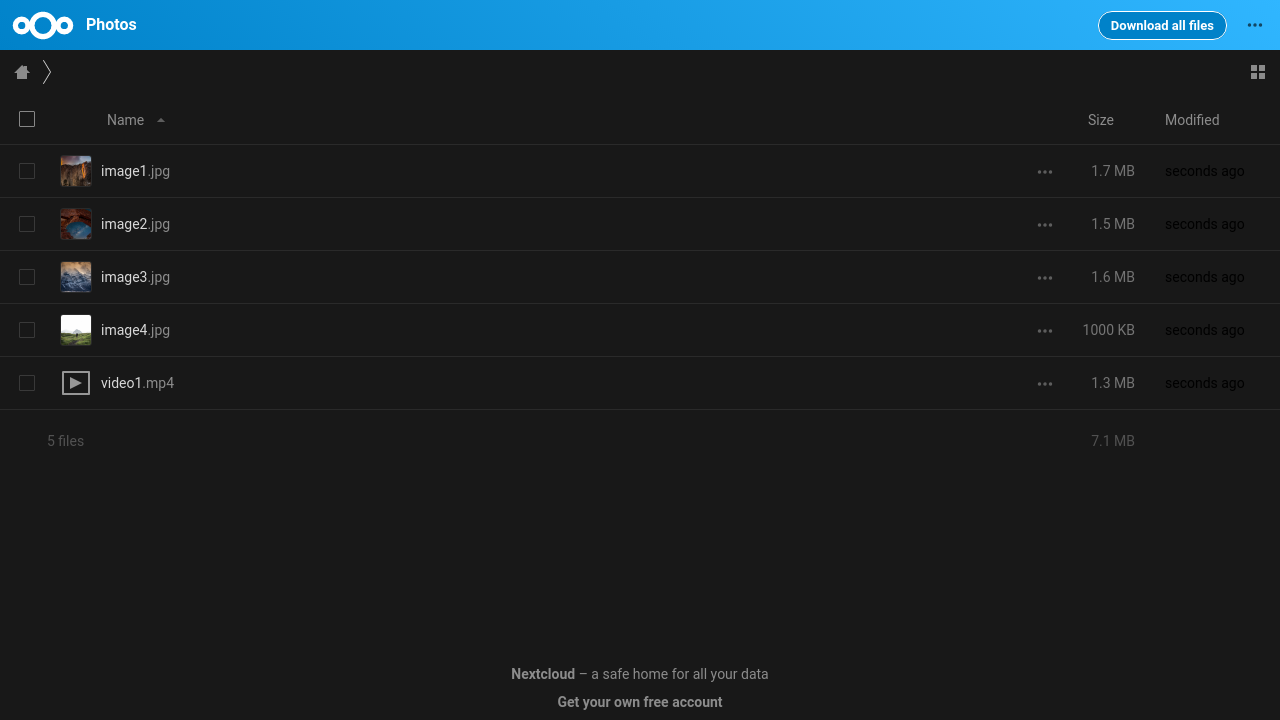 Photos Download all files
Name Size Modified
image1.jpg 1.7 MB seconds ago
image2.jpg 1.5 MB seconds ago
image3.jpg 1.6 MB seconds ago
image4.jpg 1000 KB seconds ago
video1.mp4 1.3 MB seconds ago
5 files 7.1 MB
Nextcloud – a safe home for all your data
Get your own free account